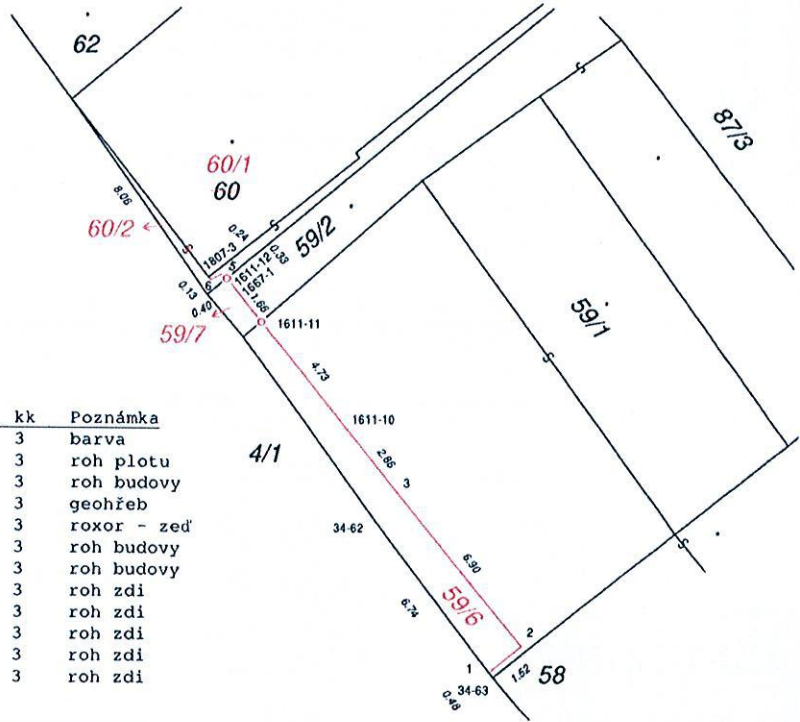 62
87/3
60/1
60
8.06
60/2
0.24
1807-3
5
0.33
59/2
1611-12
1667-1
6
0.13
0.40
1.66
59/7
1611-11
59/1
4.73
1611-10
2.86
3
4/1
34-62
6.90
6.74
59/6
2
1
1.52
58
34-63
0.48
kk Poznámka
3 barva
3 roh plotu
3 roh budovy
3 geohřeb
3 roxor - zeď
3 roh budovy
3 roh budovy
3 roh zdi
3 roh zdi
3 roh zdi
3 roh zdi
3 roh zdi